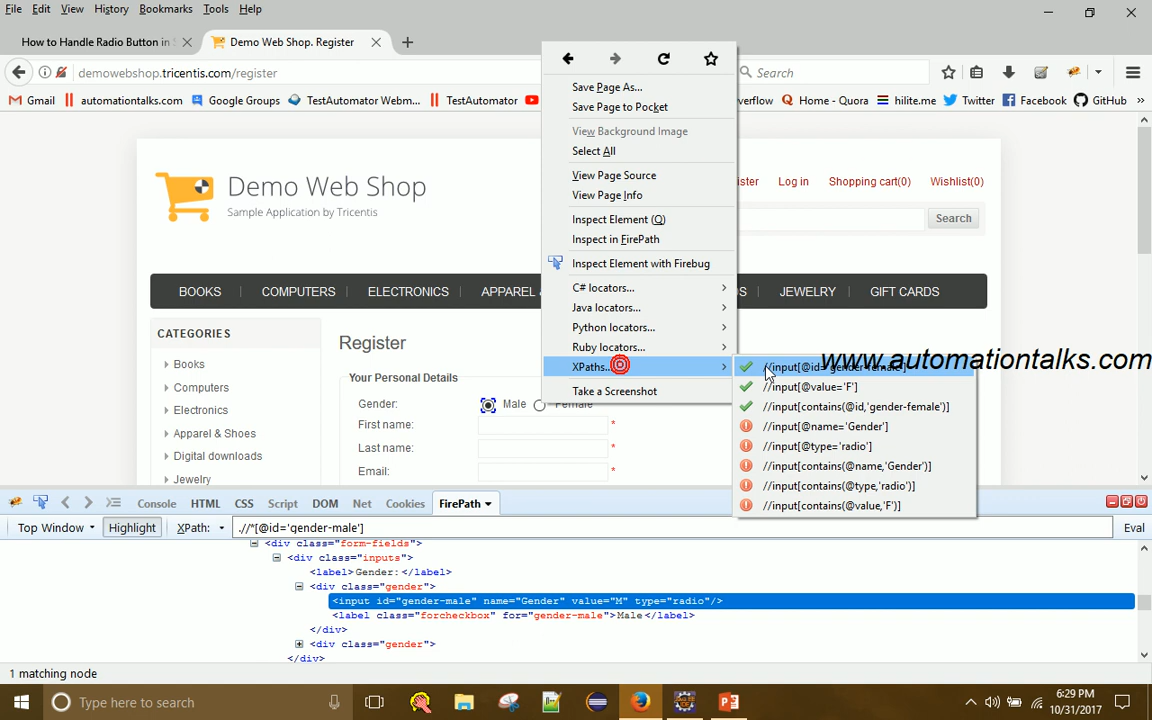 File Edit View History Bookmarks Tools Help
How to Handle Radio Button in
Demo Web Shop. Register
demowebshop.tricentis.com/register
Search
Gmail automationtalks.com Google Groups TestAutomator Webm... TestAutomator verflow Home - Quora hilite.me Twitter Facebook GitHub »
Save Page As...
Save Page to Pocket
View Background Image
Select All
View Page Source
View Page Info
Inspect Element (Q)
Inspect in FirePath
Inspect Element with Firebug
C# locators...
Java locators...
Python locators...
Ruby locators...
XPaths...
Take a Screenshot
//input[@id='gender-female']
//input[@value='F']
//input[contains(@id,'gender-female')]
//input[@name='Gender']
//input[@type='radio']
//input[contains(@name,'Gender')]
//input[contains(@type,'radio')]
//input[contains(@value,'F')]
www.automationtalks.com
Demo Web Shop
Sample Application by Tricentis
ister Log in Shopping cart(0) Wishlist(0)
Search
BOOKS COMPUTERS ELECTRONICS APPAREL DS JEWELRY GIFT CARDS
CATEGORIES
Books
Computers
Electronics
Apparel & Shoes
Digital downloads
Jewelry
Register
Your Personal Details
Gender: Male Female
First name: *
Last name: *
Email: *
Console HTML CSS Script DOM Net Cookies FirePath
Top Window Highlight XPath: .//*[@id='gender-male'] Eval
<div class="form-fields">
<div class="inputs">
<label>Gender:</label>
<div class="gender">
<input id="gender-male" name="Gender" value="M" type="radio"/>
<label class="forcheckbox" for="gender-male">Male</label>
</div>
<div class="gender">
</div>
1 matching node
Type here to search
6:29 PM
10/31/2017